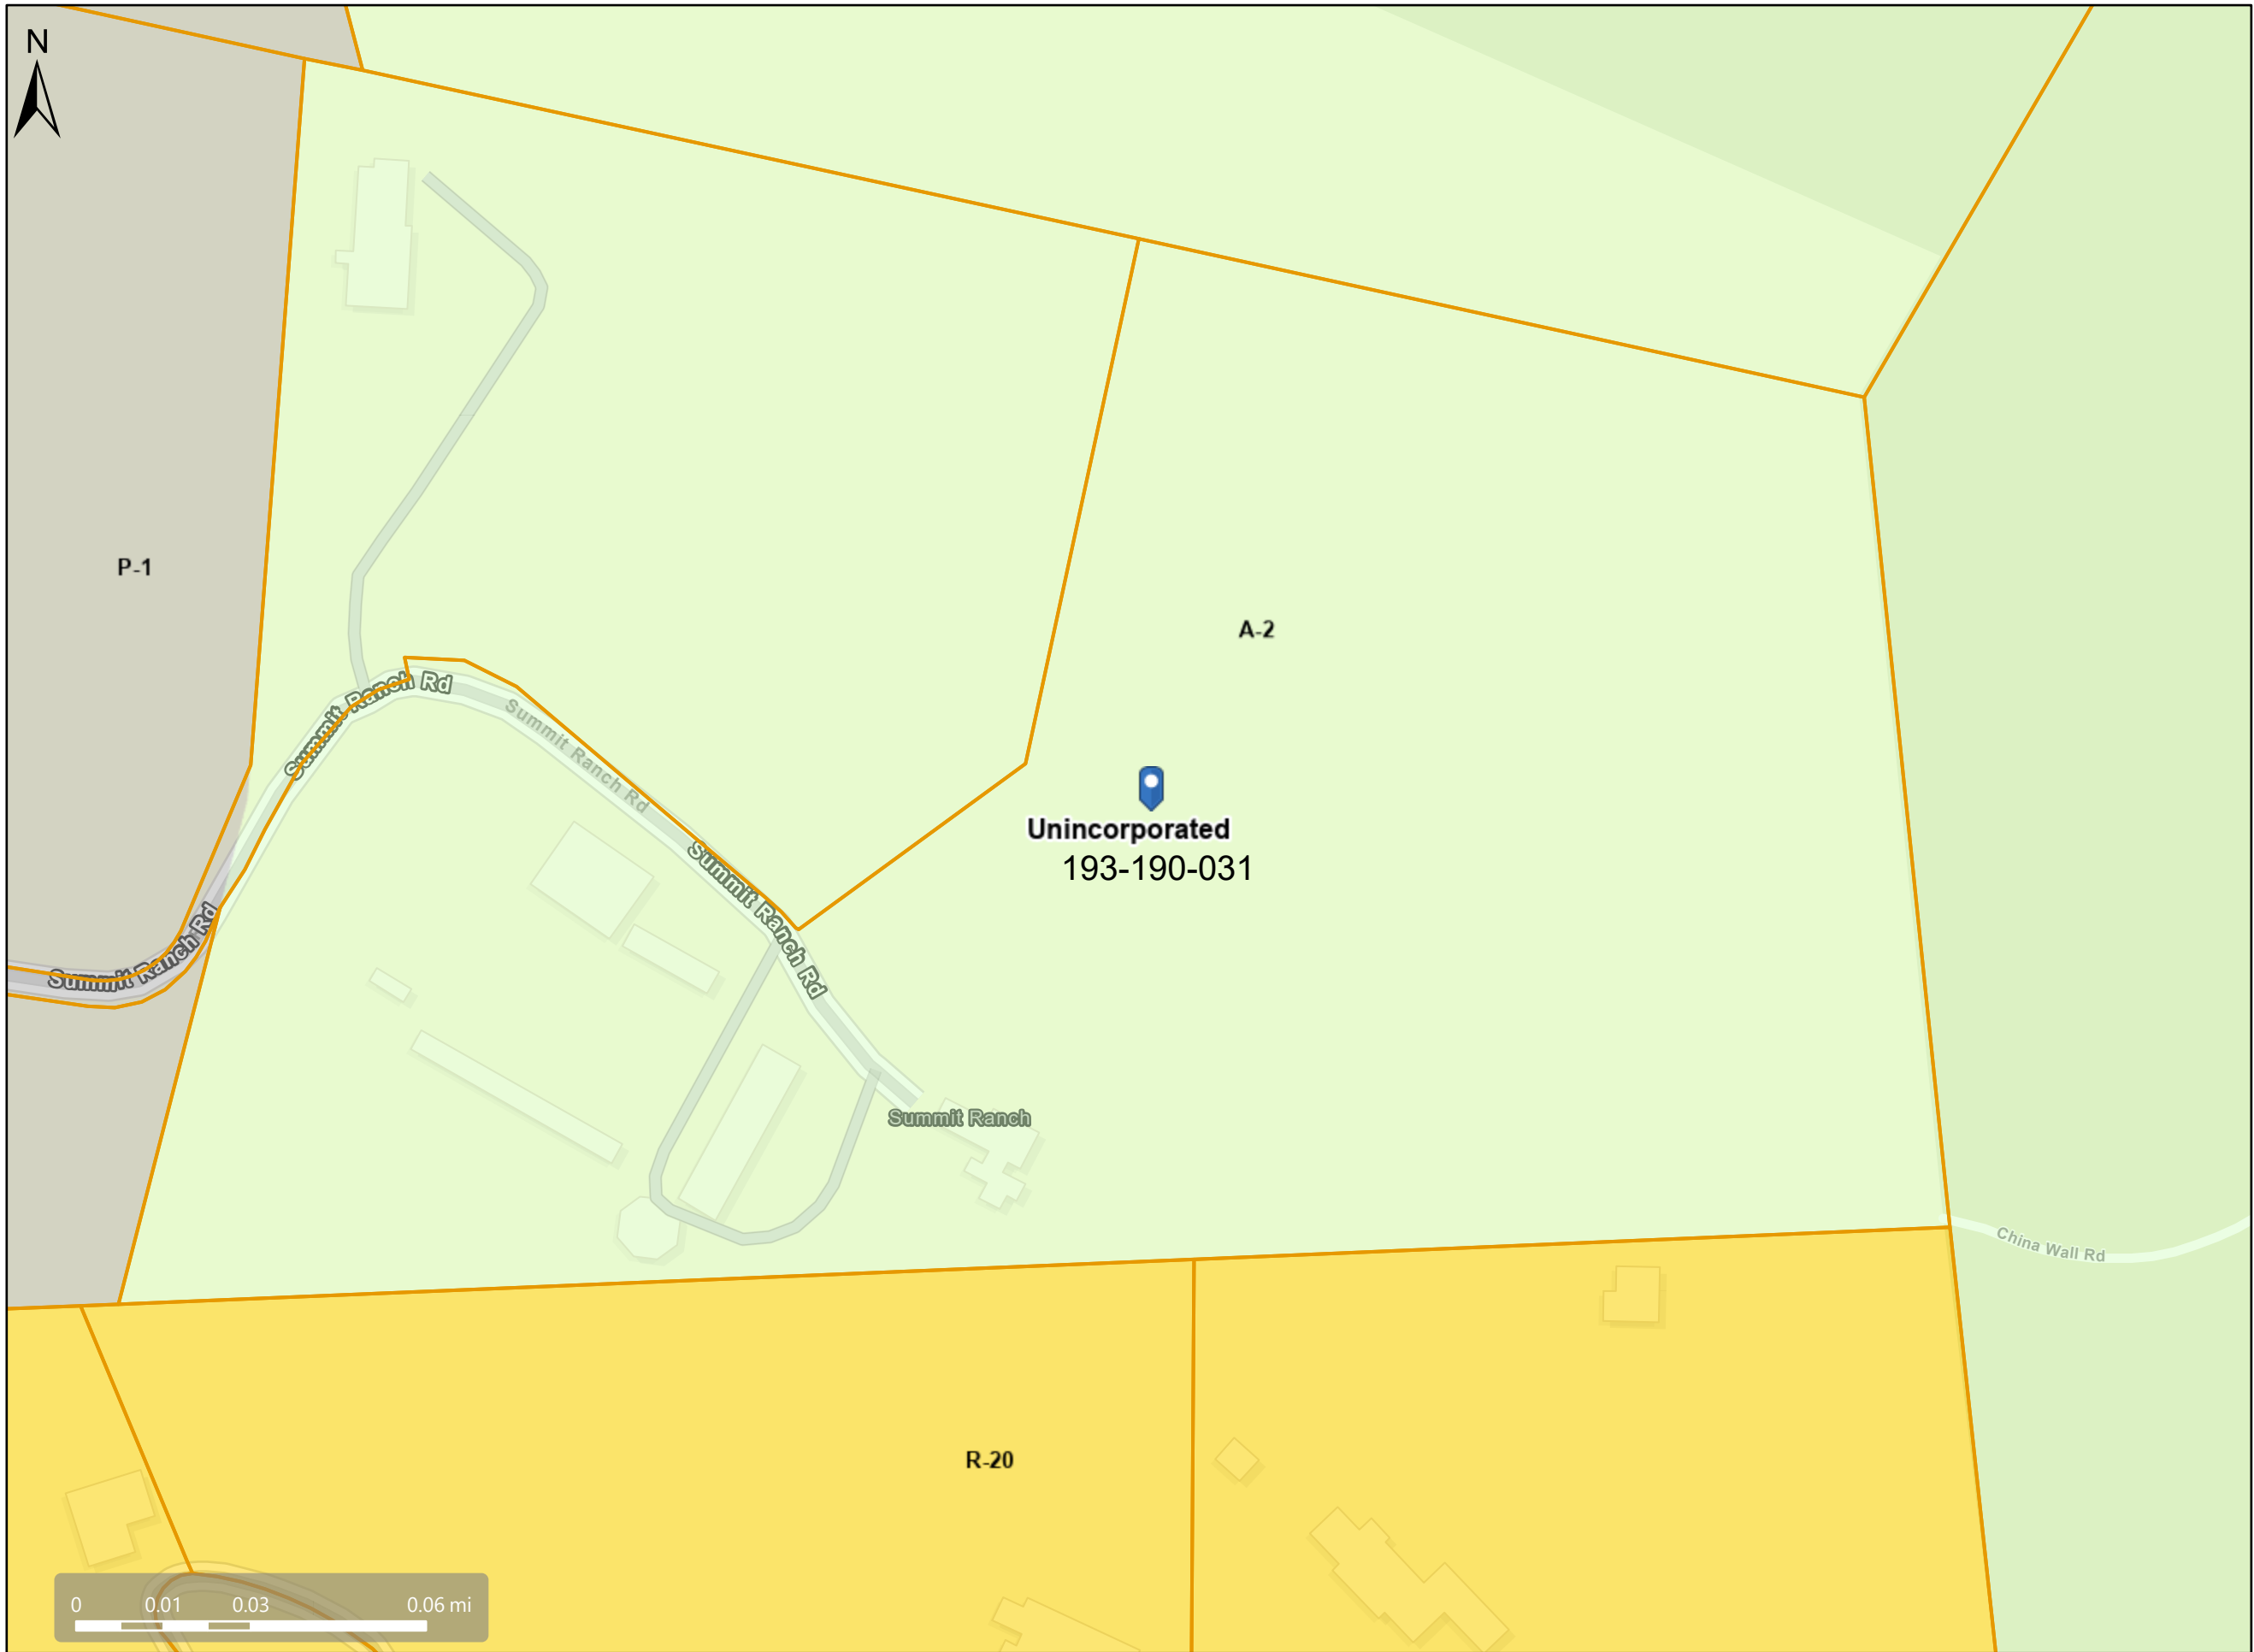 N
P-1
A-2
Summit Ranch Rd
Summit Ranch Rd
Unincorporated
193-190-031
Summit Ranch Rd
Summit Ranch Rd
Summit Ranch
China Wall Rd
R-20
0 0.01 0.03 0.06 mi